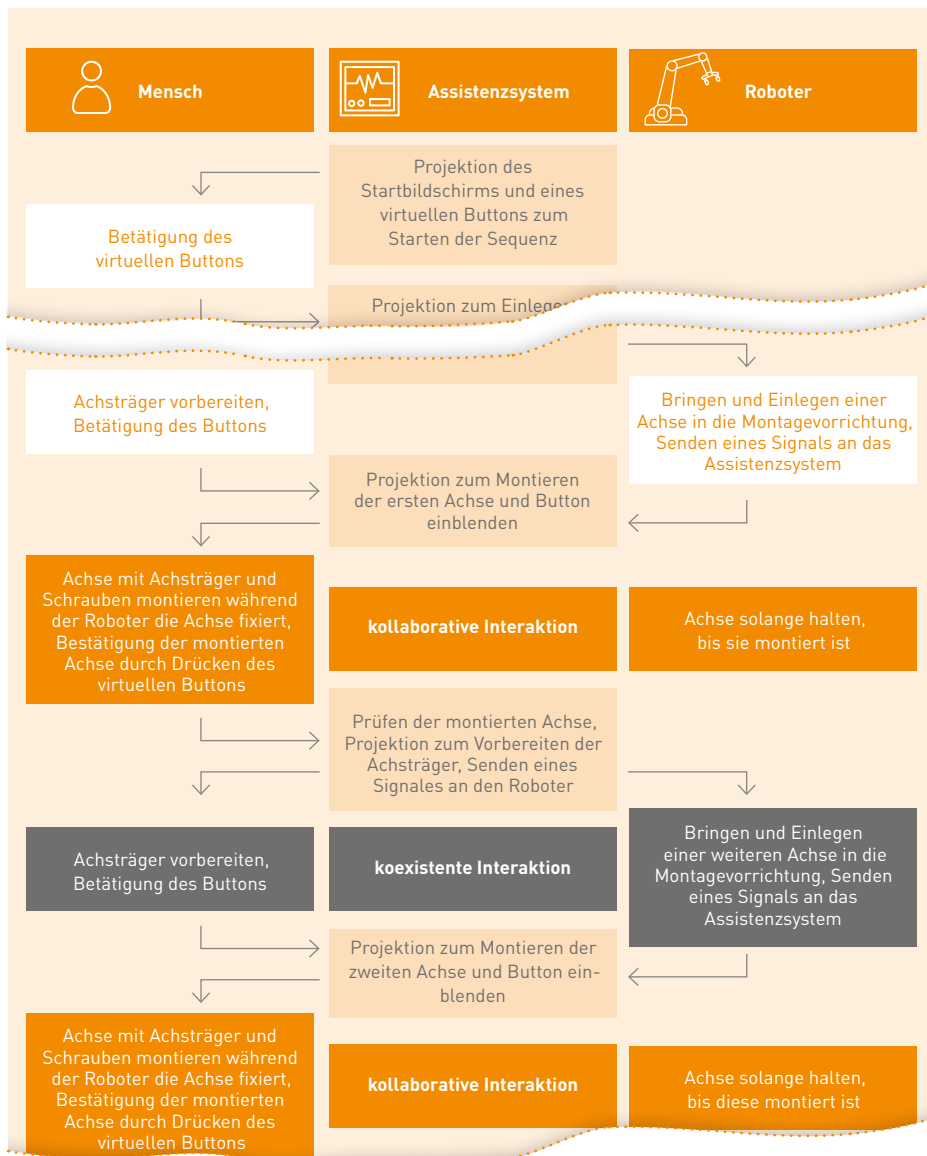 Mensch
Assistenzsystem
Roboter
Projektion des
Startbildschirms und eines
virtuellen Buttons zum
Starten der Sequenz
Betätigung des
virtuellen Buttons
Projektion zum
Achsträger vorbereiten,
Betätigung des Buttons
Bringen und Einlegen einer
Achse in die Montagevorrichtung,
Senden eines Signals an das
Assistenzsystem
Projektion zum Montieren
der ersten Achse und Button
einblenden
Achse mit Achsträger und
Schrauben montieren während
der Roboter die Achse fixiert,
Bestätigung der montierten
Achse durch Drücken des
virtuellen Buttons
kollaborative Interaktion
Achse solange halten,
bis sie montiert ist
Prüfen der montierten Achse,
Projektion zum Vorbereiten der
Achsträger, Senden eines
Signales an den Roboter
Achsträger vorbereiten,
Betätigung des Buttons
koexistente Interaktion
Bringen und Einlegen
einer weiteren Achse in die
Montagevorrichtung, Senden
eines Signals an das
Assistenzsystem
Projektion zum Montieren der
zweiten Achse und Button ein-
blenden
Achse mit Achsträger und
Schrauben montieren während
der Roboter die Achse fixiert,
Bestätigung der montierten
Achse durch Drücken des
virtuellen Buttons
kollaborative Interaktion
Achse solange halten,
bis diese montiert ist